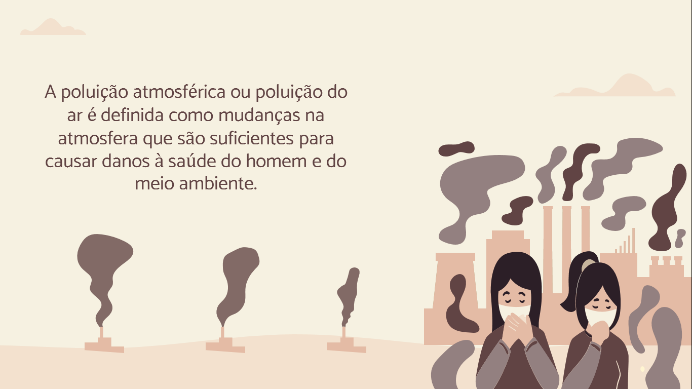 A poluição atmosférica ou poluição do
ar é definida como mudanças na
atmosfera que são suficientes para
causar danos à saúde do homem e do
meio ambiente.